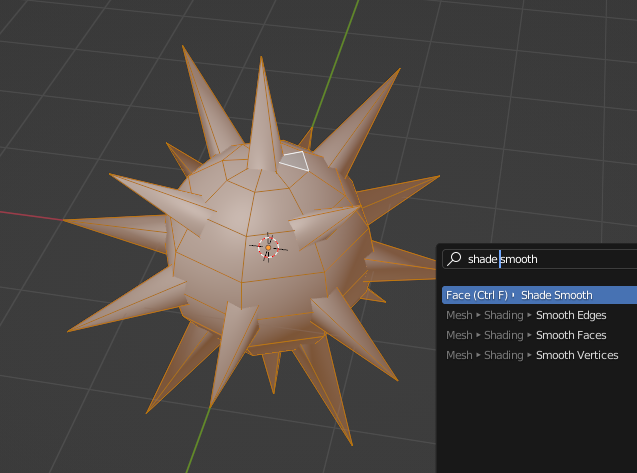 shade smooth
Face (Ctrl F) ‣ Shade Smooth
Mesh ‣ Shading ‣ Smooth Edges
Mesh ‣ Shading ‣ Smooth Faces
Mesh ‣ Shading ‣ Smooth Vertices